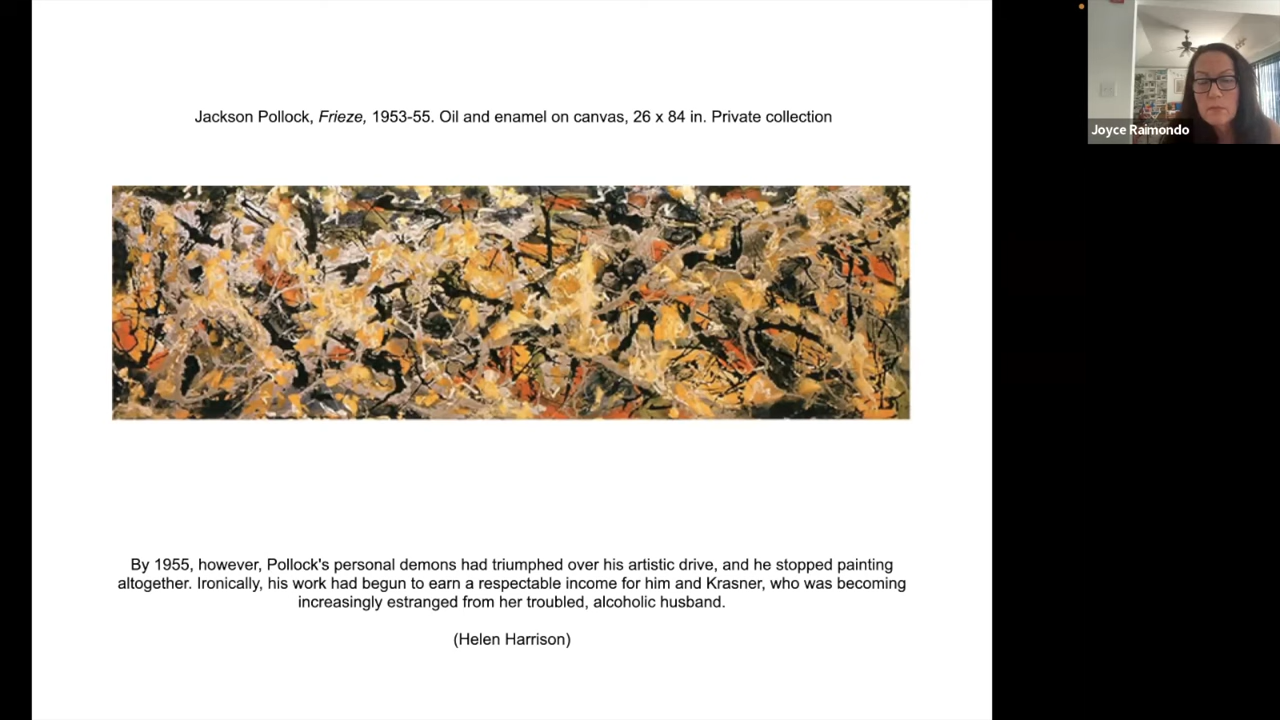 Jackson Pollock, Frieze, 1953-55. Oil and enamel on canvas, 26 x 84 in. Private collection
Joyce Raimondo
By 1955, however, Pollock's personal demons had triumphed over his artistic drive, and he stopped painting
altogether. Ironically, his work had begun to earn a respectable income for him and Krasner, who was becoming
increasingly estranged from her troubled, alcoholic husband.
(Helen Harrison)